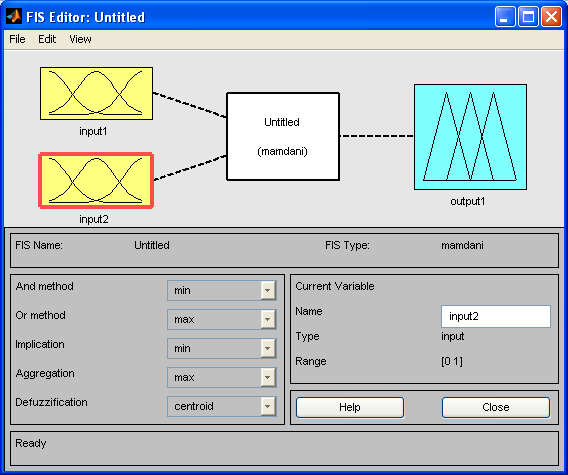 FIS Editor: Untitled
File Edit View
input1
input2
Untitled
(mamdani)
output1
FIS Name: Untitled FIS Type: mamdani
And method min
Or method max
Implication min
Aggregation max
Defuzzification centroid
Current Variable
Name input2
Type input
Range [0 1]
Help Close
Ready